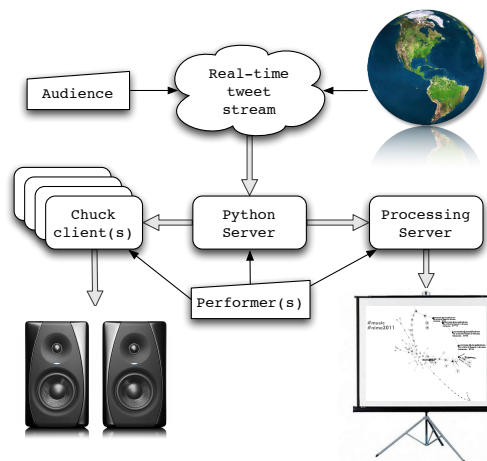 Real-time
tweet
stream
Audience
Chuck
client(s)
Python
Server
Processing
Server
Performer(s)
#music
#nime2011